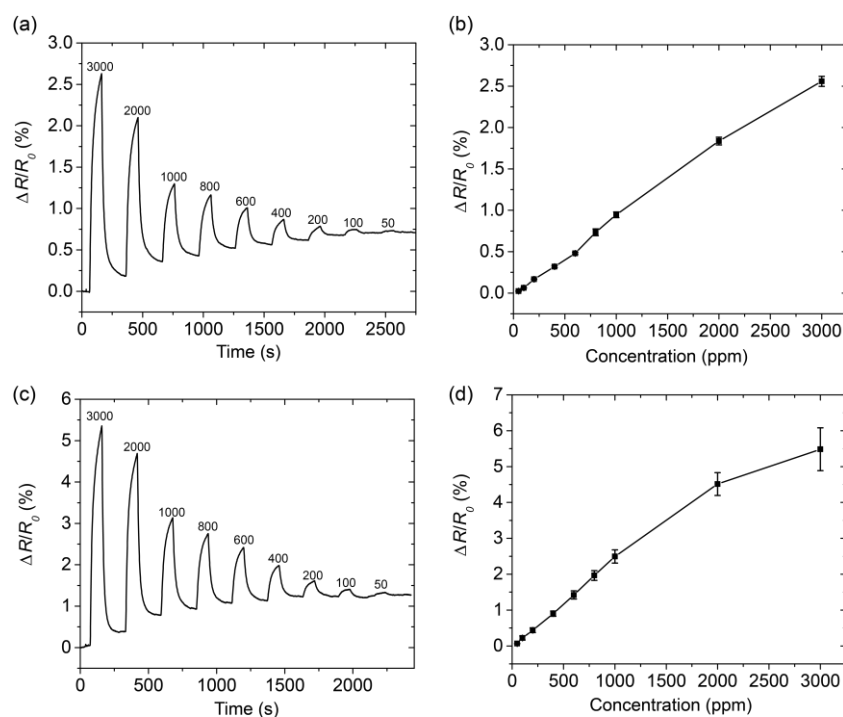 (a)
3.0
2.5
2.0
1.5
1.0
0.5
0.0
ΔR/R0 (%)
3000
2000
1000
800
600
400
200
100
50
0 500 1000 1500 2000 2500
Time (s)
(b)
3.0
2.5
2.0
1.5
1.0
0.5
0.0
ΔR/R0 (%)
0 500 1000 1500 2000 2500 3000
Concentration (ppm)
(c)
6
5
4
3
2
1
0
ΔR/R0 (%)
3000
2000
1000
800
600
400
200
100
50
0 500 1000 1500 2000
Time (s)
(d)
7
6
5
4
3
2
1
0
ΔR/R0 (%)
0 500 1000 1500 2000 2500 3000
Concentration (ppm)